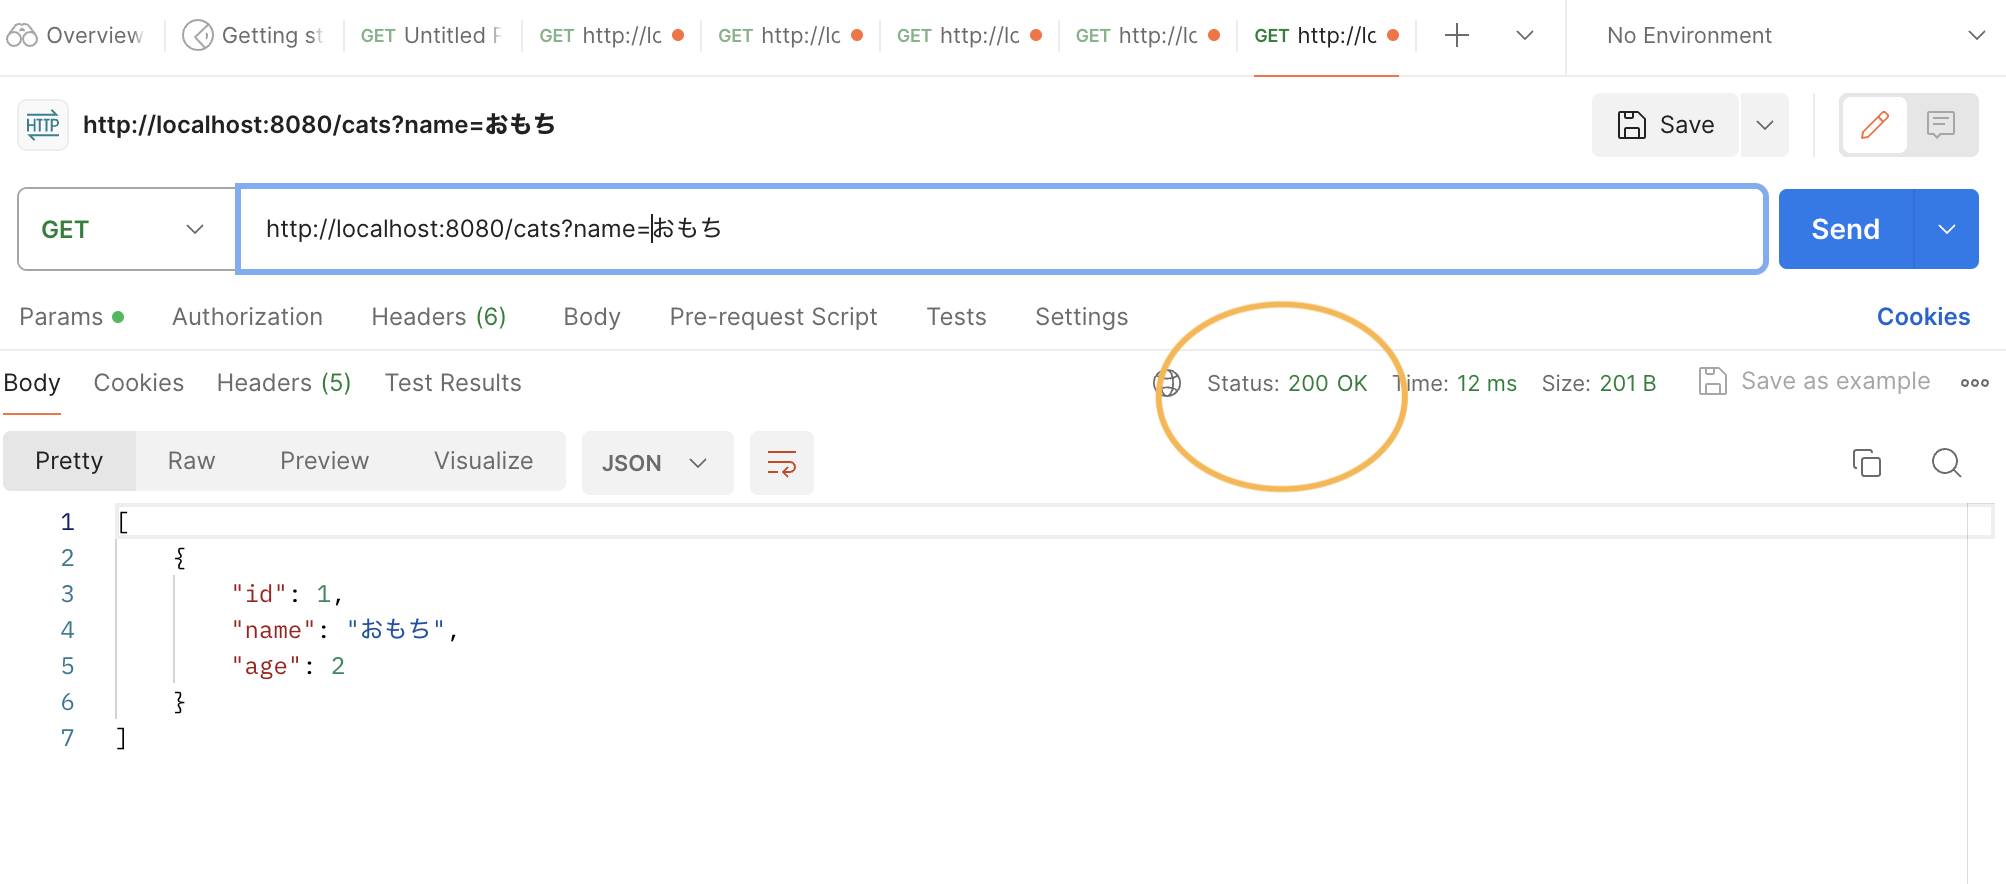 Overview Getting st GET Untitled F GET http://lc GET http://lc GET http://lc GET http://lc GET http://lc No Environment
HTTP http://localhost:8080/cats?name=おもち Save
GET http://localhost:8080/cats?name=おもち Send
Params Authorization Headers (6) Body Pre-request Script Tests Settings Cookies
Body Cookies Headers (5) Test Results Status: 200 OK Time: 12 ms Size: 201 B Save as example
Pretty Raw Preview Visualize JSON
1 [
2 {
3 "id": 1,
4 "name": "おもち",
5 "age": 2
6 }
7 ]